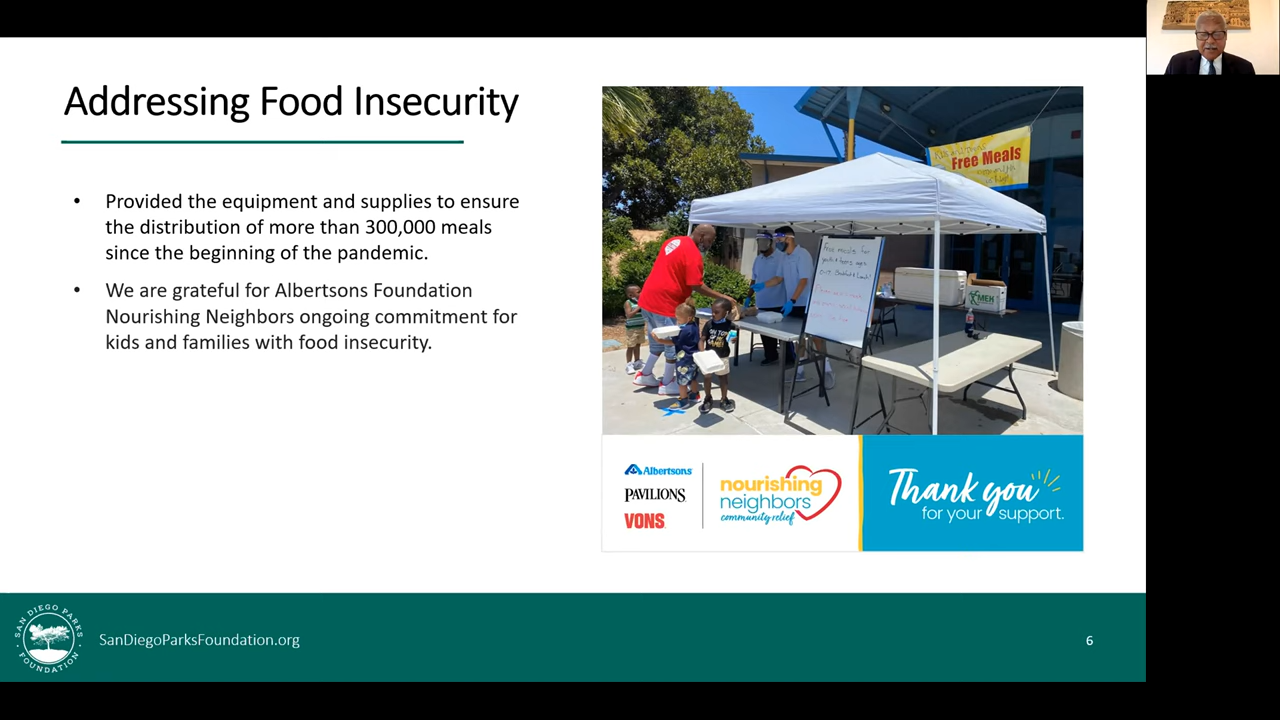 Addressing Food Insecurity
• Provided the equipment and supplies to ensure
the distribution of more than 300,000 meals
since the beginning of the pandemic.
• We are grateful for Albertsons Foundation
Nourishing Neighbors ongoing commitment for
kids and families with food insecurity.
Free Meals
Free meals for
Albertsons
PAVILIONS
VONS
nourishing
neighbors
community relief
Thank you
for your support.
SAN DIEGO PARKS
FOUNDATION
SanDiegoParksFoundation.org
6